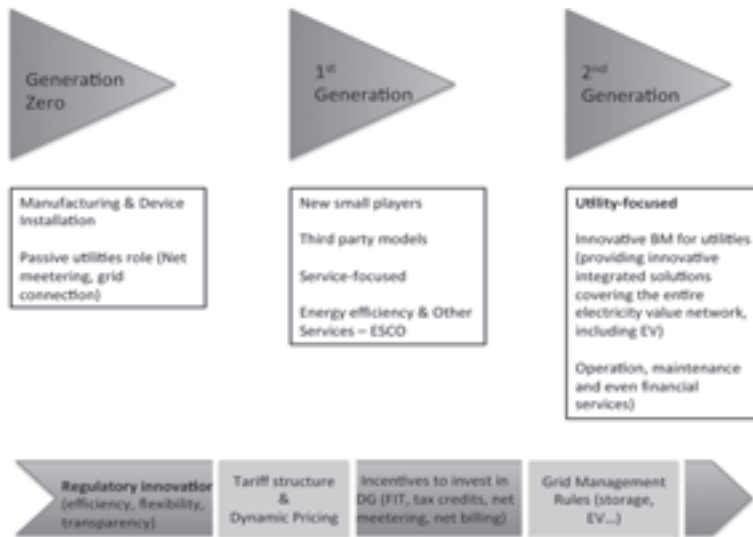 Generation
Zero
1st
Generation
2nd
Generation
Manufacturing & Device
Installation
Passive utilities role (Net
meetering, grid
connection)
New small players
Third party models
Service-focused
Energy efficiency & Other
Services – ESCO
Utility-focused
Innovative BM for utilities
(providing innovative
integrated solutions
covering the entire
electricity value network,
including EV)
Operation, maintenance
and even financial
services)
Regulatory innovation
(efficiency, flexibility,
transparency)
Tariff structure
&
Dynamic Pricing
Incentives to invest in
DG (FIT, tax credits, net
meetering, net billing)
Grid Management
Rules (storage,
EV...)